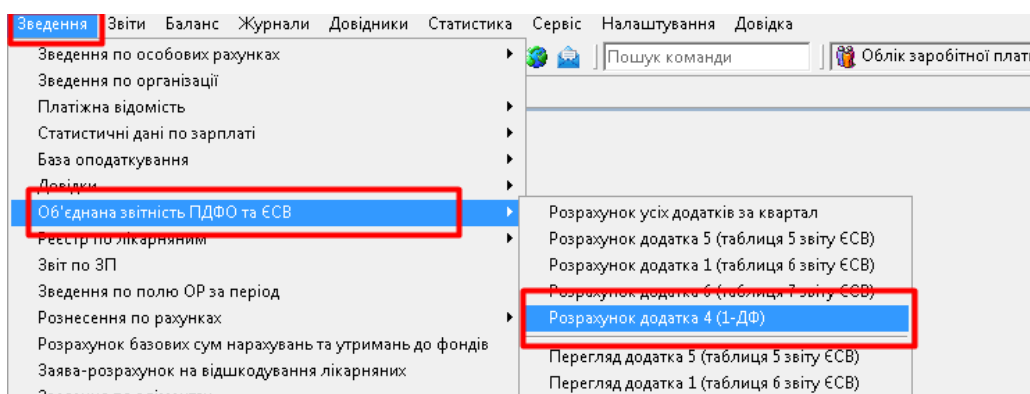 Зведення Звіти Баланс Журнали Довідники Статистика Сервіс Налаштування Довідка
Пошук команди Облік заробітної плат
Зведення по особових рахунках
Зведення по організації
Платіжна відомість
Статистичні дані по зарплаті
База оподаткування
Довідки
Об'єднана звітність ПДФО та ЄСВ
Реєстр по лікарняним
Звіт по ЗП
Зведення по полю ОР за період
Рознесення по рахунках
Розрахунок базових сум нарахувань та утримань до фондів
Заява-розрахунок на відшкодування лікарняних
Розрахунок усіх додатків за квартал
Розрахунок додатка 5 (таблиця 5 звіту ЄСВ)
Розрахунок додатка 1 (таблиця 6 звіту ЄСВ)
Розрахунок додатка 6 (таблиця 7 звіту ЄСВ)
Розрахунок додатка 4 (1-ДФ)
Перегляд додатка 5 (таблиця 5 звіту ЄСВ)
Перегляд додатка 1 (таблиця 6 звіту ЄСВ)